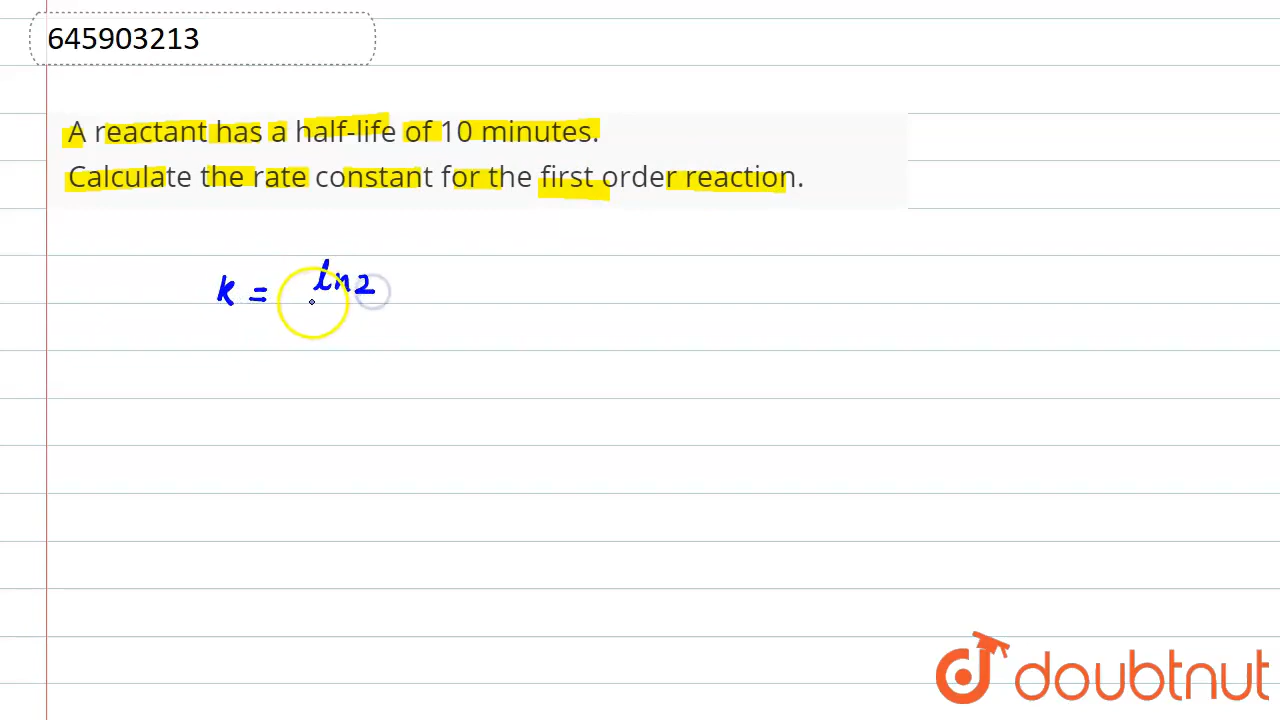 645903213
A reactant has a half-life of 10 minutes.
Calculate the rate constant for the first order reaction.
k = ln2
doubtnut